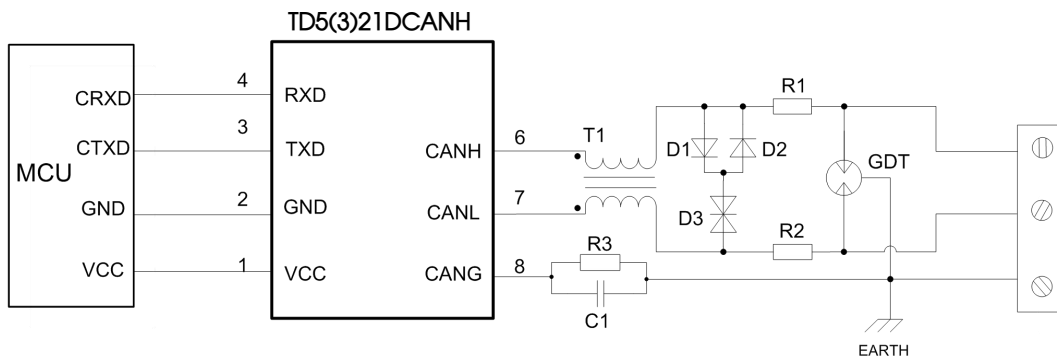 TD5(3)21DCANH
MCU
CRXD
4
RXD
CTXD
3
TXD
GND
2
GND
VCC
1
VCC
CANH
6
CANL
7
CANG
8
T1
D1
D2
D3
R1
R2
GDT
R3
C1
EARTH